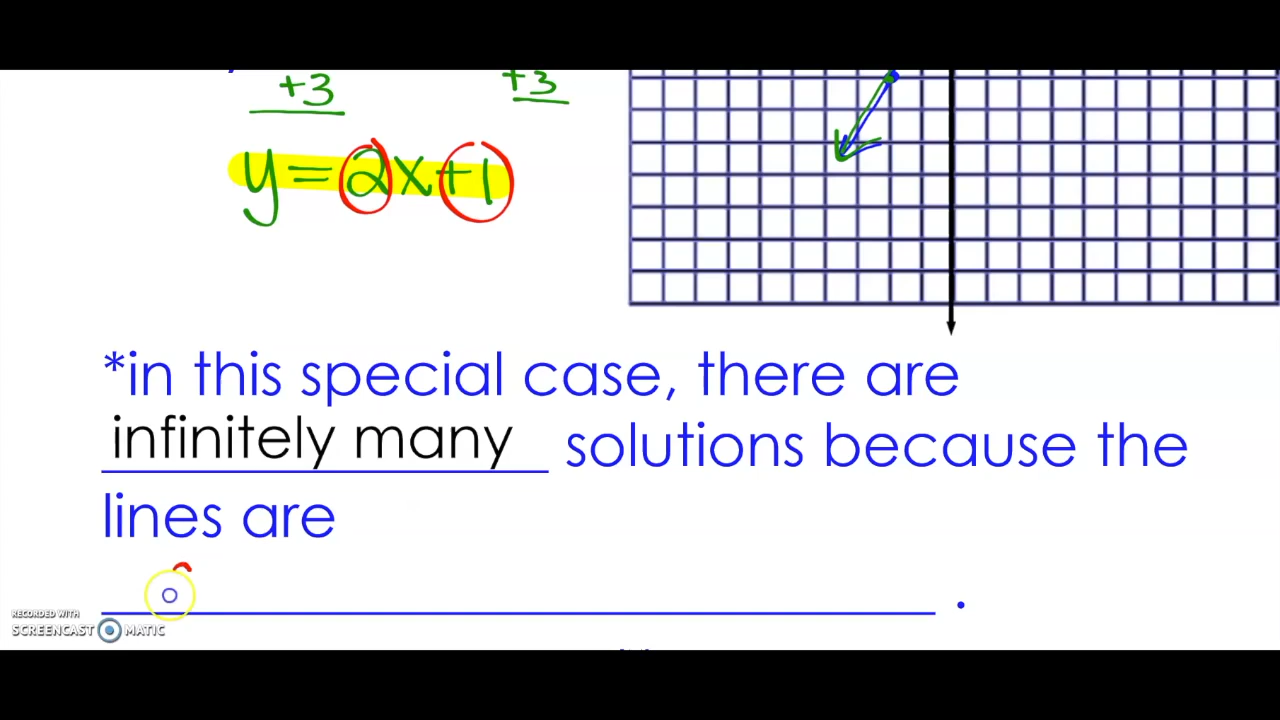 +3 +3
y=2x+1
*in this special case, there are
infinitely many solutions because the
lines are
.
RECORDED WITH
SCREENCAST MATIC